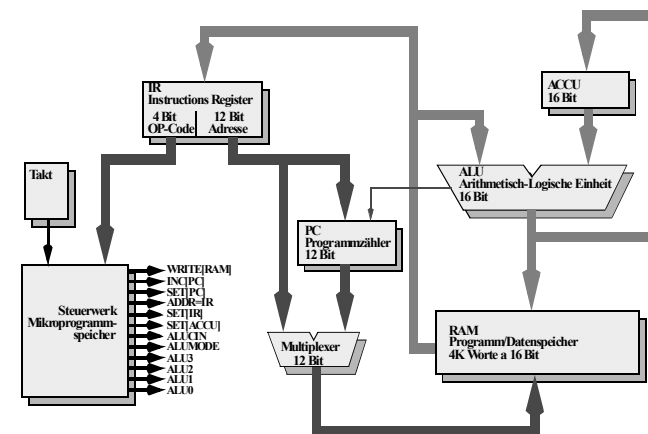 IR
Instructions Register
4 Bit 12 Bit
OP-Code Adresse
ACCU
16 Bit
Takt
ALU
Arithmetisch-Logische Einheit
16 Bit
PC
Programmzähler
12 Bit
Steuerwerk
Mikroprogramm-
speicher
WRITE[RAM]
INC[PC]
SET[PC]
ADDR=IR
SET[IR]
SET[ACCU]
ALUCIN
ALUMODE
ALU3
ALU2
ALU1
ALU0
Multiplexer
12 Bit
RAM
Programm/Datenspeicher
4K Worte a 16 Bit